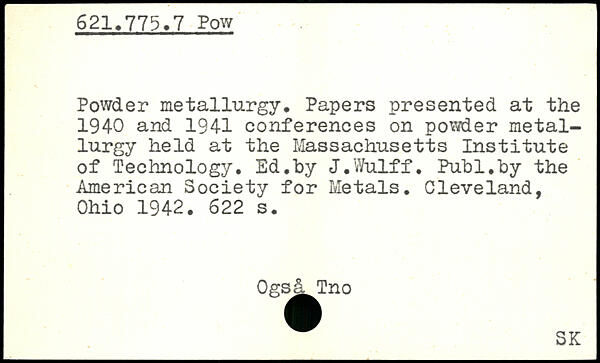 621.775.7 Pow
Powder metallurgy. Papers presented at the
1940 and 1941 conferences on powder metal-
lurgy held at the Massachusetts Institute
of Technology. Ed.by J.Wulff. Publ.by the
American Society for Metals. Cleveland,
Ohio 1942. 622 s.
Også Tno
SK